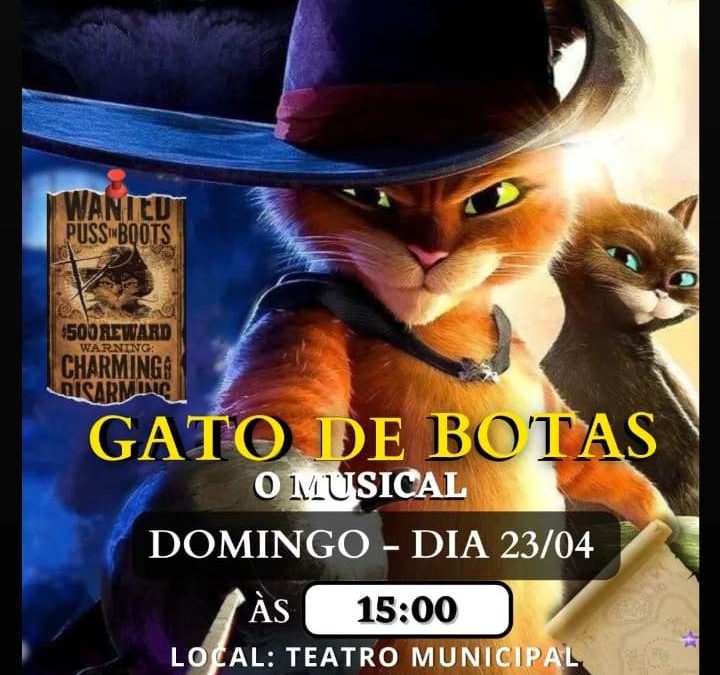 WANTED
PUSS IN BOOTS
$500 REWARD
WARNING:
CHARMING &
DISARMING
GATO DE BOTAS
O MUSICAL
DOMINGO - DIA 23/04
ÀS 15:00
LOCAL: TEATRO MUNICIPAL